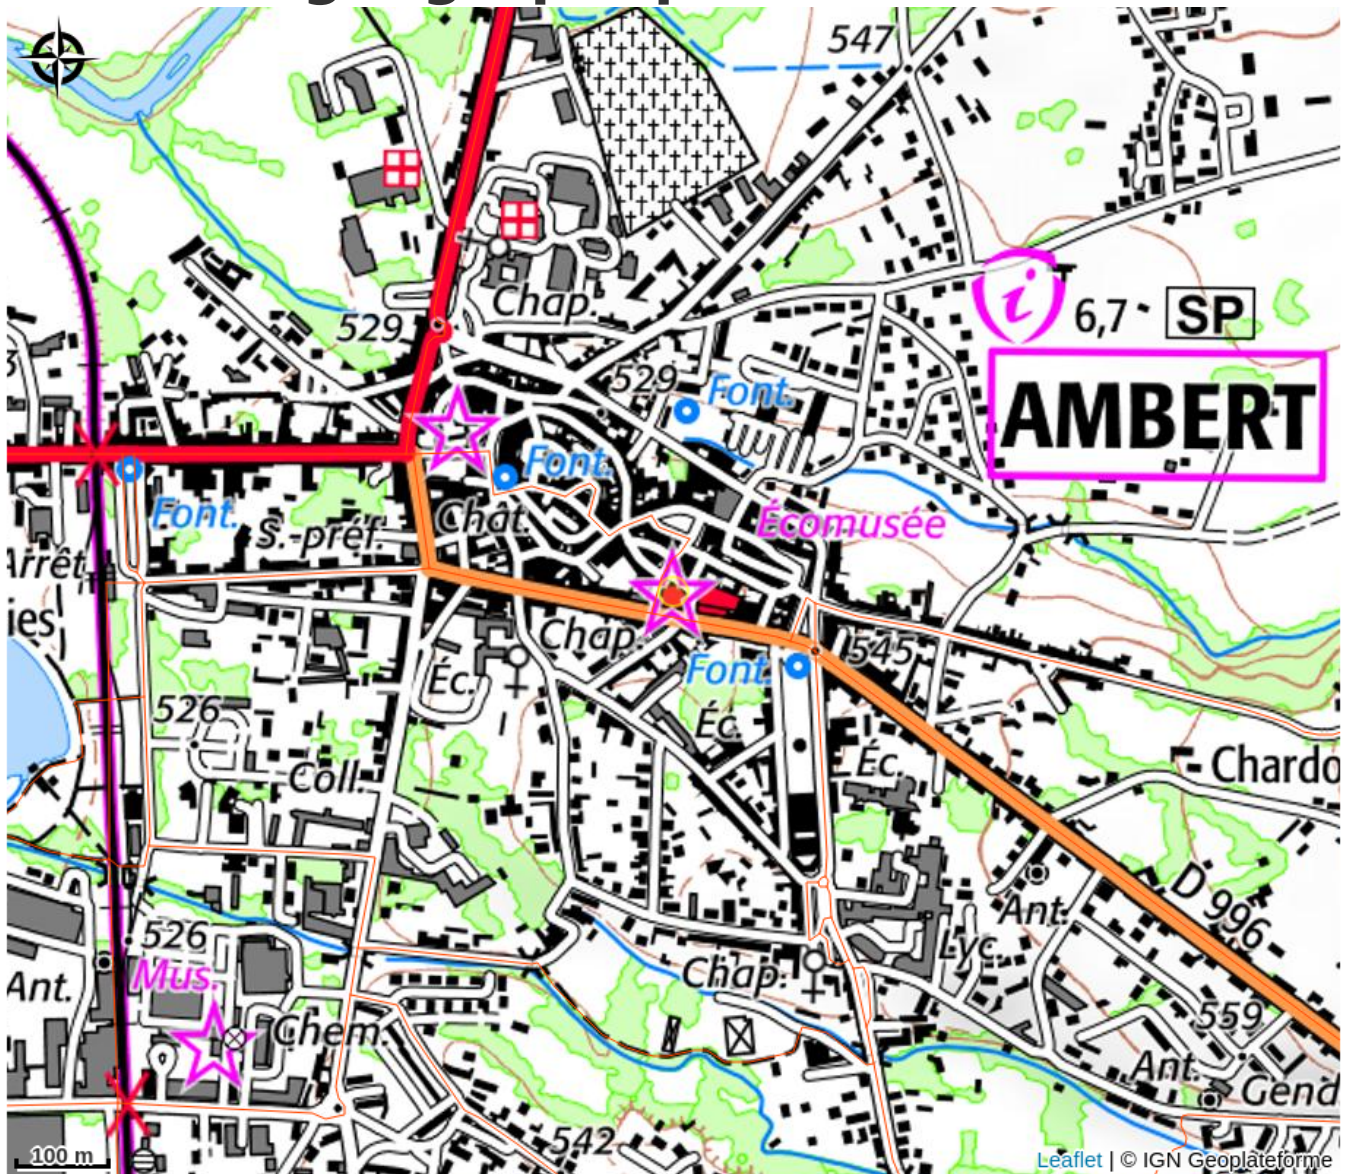 547
529
Chap.
6,7
SP
AMBERT
529
Font.
Font.
Font.
S.-préf.
Chât.
Écomusée
Arrêt
ies
Chap.
Font.
545
Éc.
Éc.
526
Coll.
Éc.
Chardo
D 996
Ant.
526
Lyc.
Mus.
Ant.
Chap.
Chem.
559
Ant.
Gend
542
100 m
Leaflet | © IGN Geoplateforme